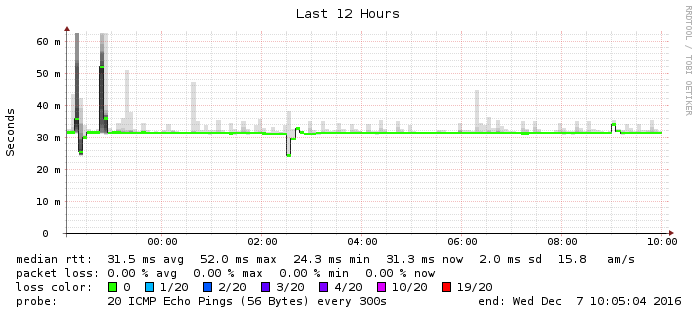 Last 12 Hours
RRDTOOL / TOBI OETIKER
Seconds
60 m
50 m
40 m
30 m
20 m
10 m
0
00:00 02:00 04:00 06:00 08:00 10:00
median rtt: 31.5 ms avg 52.0 ms max 24.3 ms min 31.3 ms now 2.0 ms sd 15.8 am/s
packet loss: 0.00 % avg 0.00 % max 0.00 % min 0.00 % now
loss color: 0 1/20 2/20 3/20 4/20 10/20 19/20
probe: 20 ICMP Echo Pings (56 Bytes) every 300s end: Wed Dec 7 10:05:04 2016